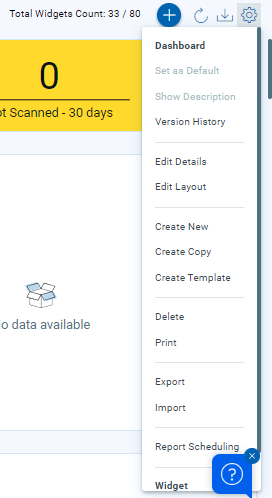 Total Widgets Count: 33 / 80
Dashboard
Set as Default
Show Description
Version History
0
ot Scanned - 30 days
Edit Details
Edit Layout
Create New
Create Copy
Create Template
o data available
Delete
Print
Export
Import
Report Scheduling
Widget